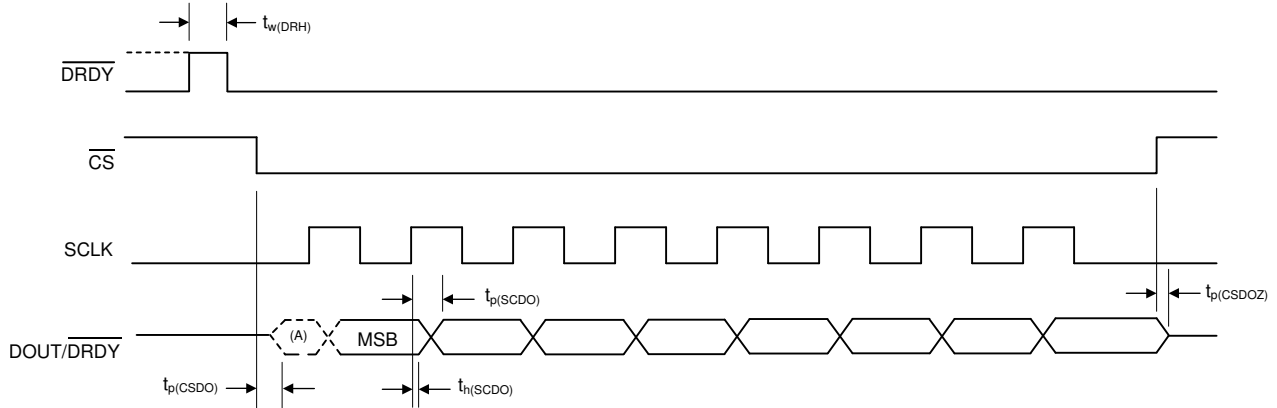 tw(DRH)
DRDY
CS
SCLK
tp(SCDO)
tp(CSDOZ)
DOUT/DRDY
(A)
MSB
tp(CSDO)
th(SCDO)